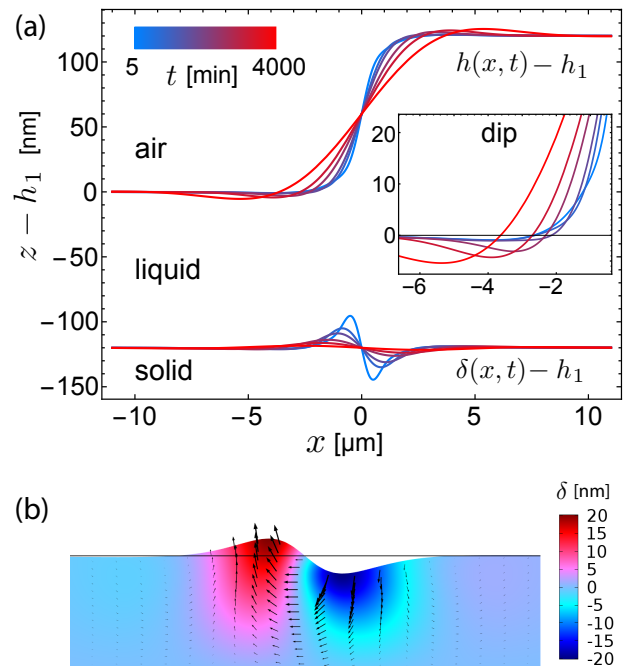 (a)
5
4000
t [min]
h(x, t) − h₁
air
dip
liquid
solid
δ(x, t) − h₁
z − h₁ [nm]
100
50
0
−50
−100
−150
20
10
0
−6
−4
−2
−10
−5
0
5
10
x [µm]
(b)
δ [nm]
20
15
10
5
0
-5
-10
-15
-20